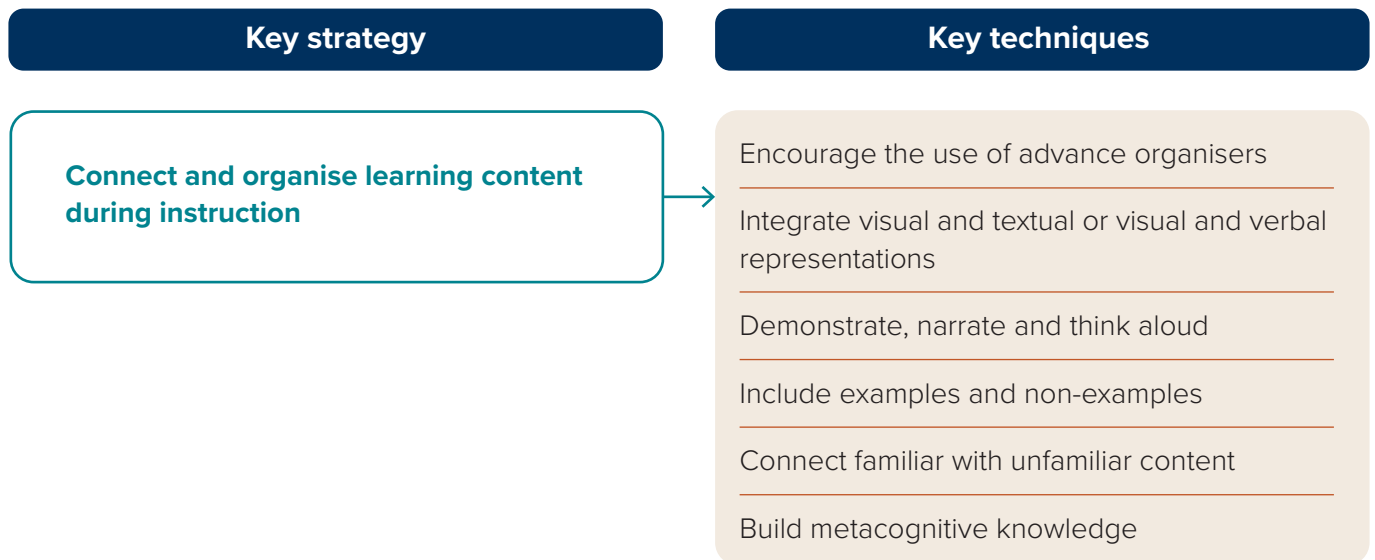 Key strategy
Key techniques
Connect and organise learning content
during instruction
Encourage the use of advance organisers
Integrate visual and textual or visual and verbal
representations
Demonstrate, narrate and think aloud
Include examples and non-examples
Connect familiar with unfamiliar content
Build metacognitive knowledge